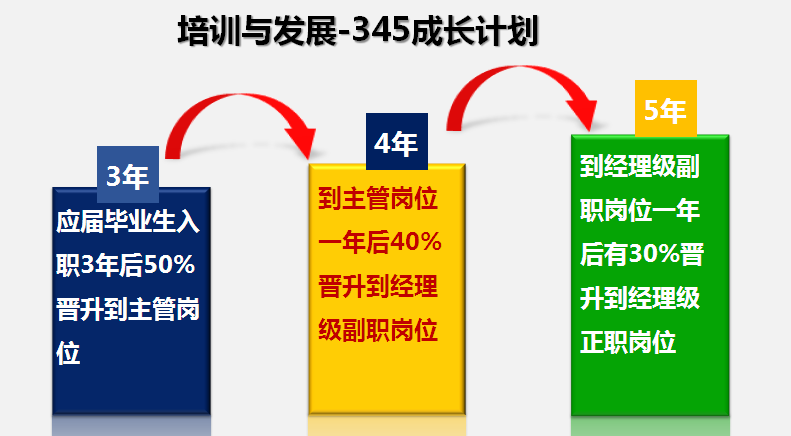 培训与发展-345成长计划
3年
应届毕业生入
职3年后50%
晋升到主管岗
位
4年
到主管岗位
一年后40%
晋升到经理
级副职岗位
5年
到经理级副
职岗位一年
后有30%晋
升到经理级
正职岗位